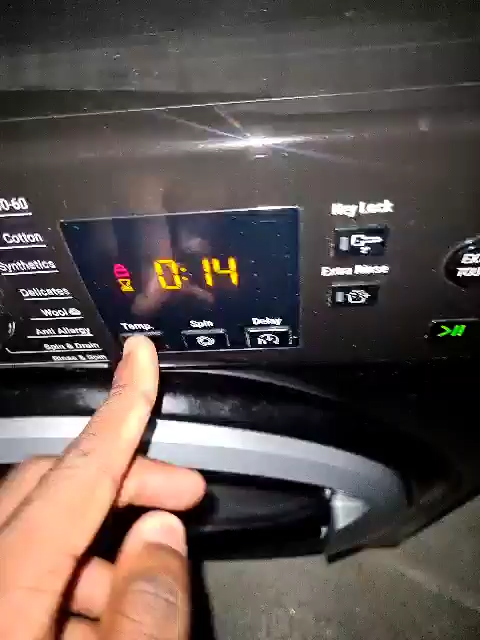 0-60
Cotton
Synthetics
Delicates
Wool
Anti Allergy
Spin & Drain
Rinse & Spin
0:14
Temp.
Spin
Delay
Key Lock
Extra Rinse